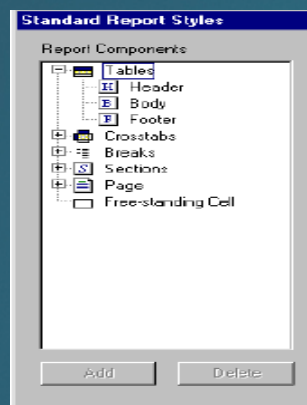 Standard Report Styles
Report Components
Tables
H Header
B Body
F Footer
Crosstabs
Breaks
S Sections
Page
Free-standing Cell
Add Delete